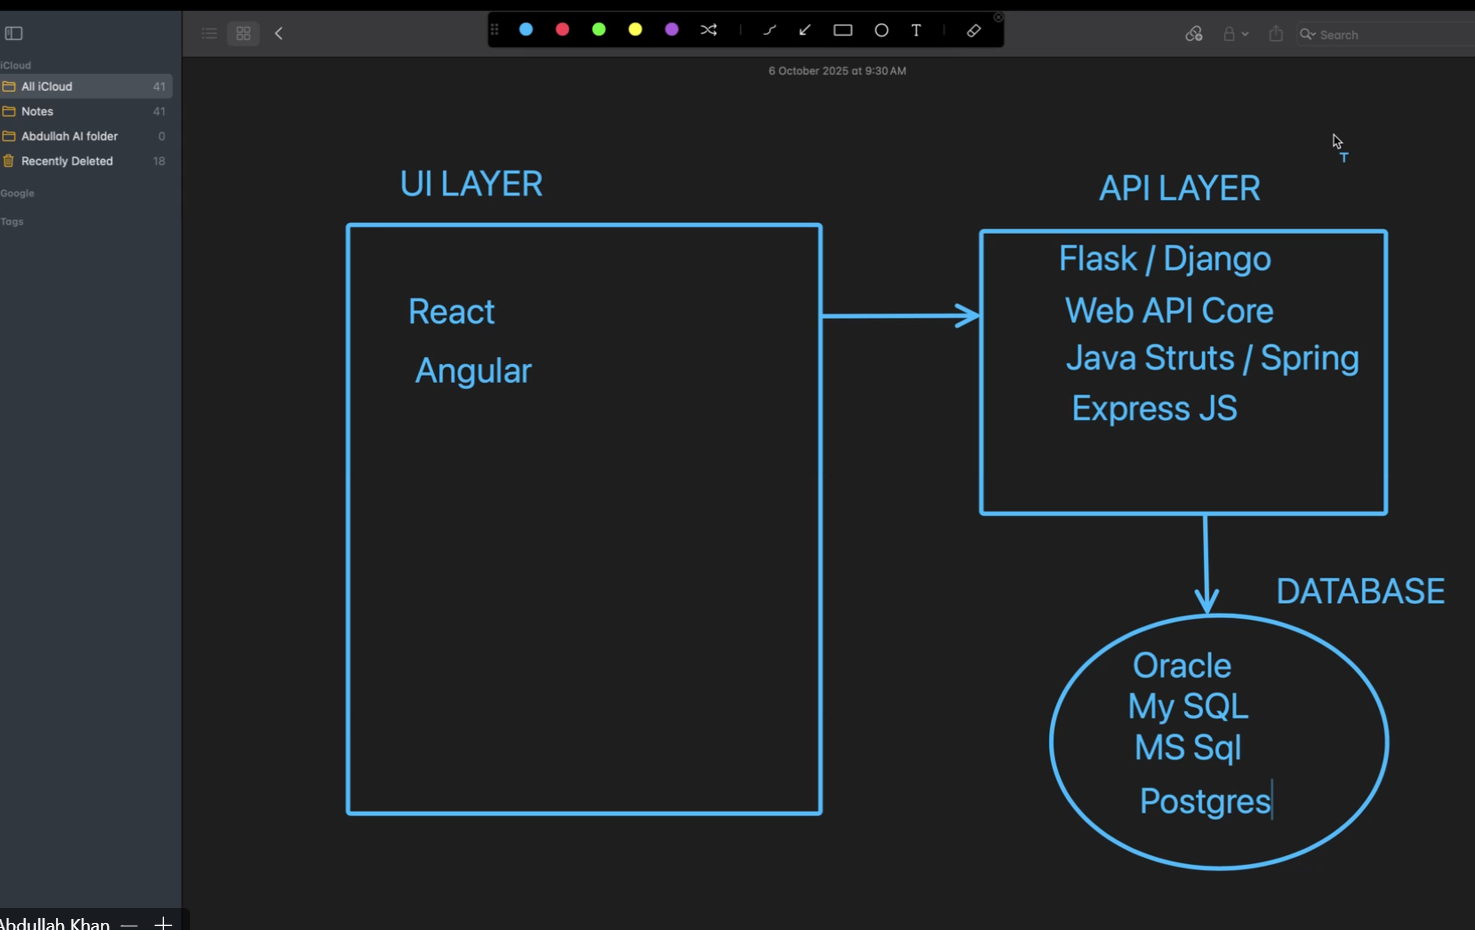 Search
iCloud
All iCloud 41
Notes 41
Abdullah AI folder 0
Recently Deleted 18
Google
Tags
6 October 2025 at 9:30 AM
UI LAYER
React
Angular
API LAYER
Flask / Django
Web API Core
Java Struts / Spring
Express JS
DATABASE
Oracle
My SQL
MS Sql
Postgres
T
T
Abdullah Khan